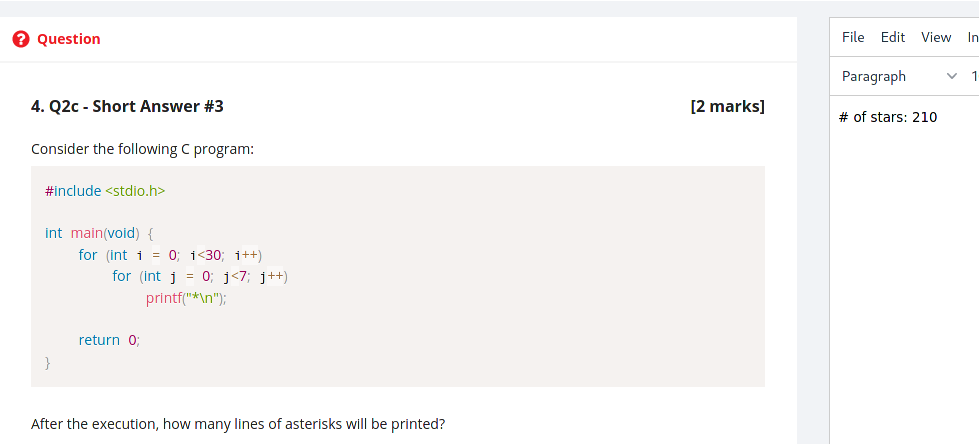 ? Question
File Edit View In
Paragraph 1
4. Q2c - Short Answer #3 [2 marks]
# of stars: 210
Consider the following C program:
#include <stdio.h>
int main(void) {
for (int i = 0; i<30; i++)
for (int j = 0; j<7; j++)
printf("*\n");
return 0;
}
After the execution, how many lines of asterisks will be printed?